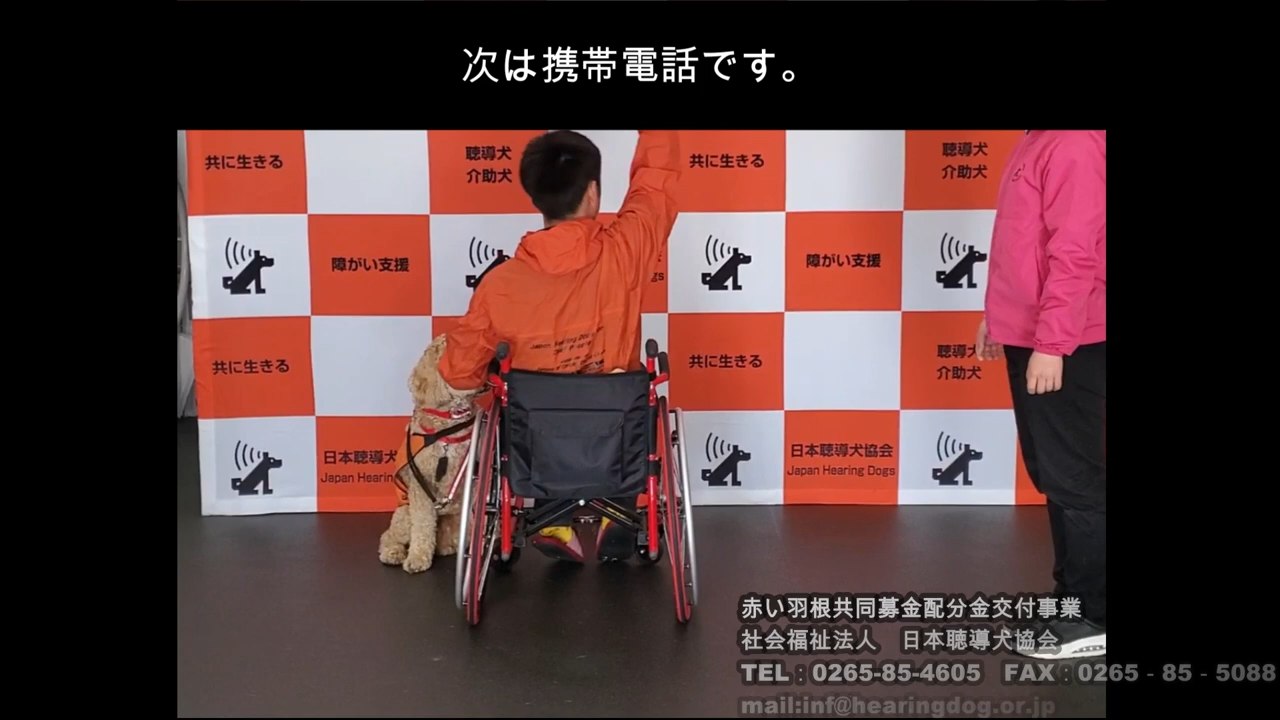 次は携帯電話です。
共に生きる
聴導犬
介助犬
共に生きる
聴導犬
介助犬
障がい支援
gs
障がい支援
共に生きる
共に生きる
聴導
介助犬
日本聴導犬
Japan Hearin
日本聴導犬協会
Japan Hearing Dogs
赤い羽根共同募金配分金交付事業
社会福祉法人 日本聴導犬協会
TEL：0265-85-4605 FAX：0265 - 85 - 5088
mail:inf@hearingdog.or.jp